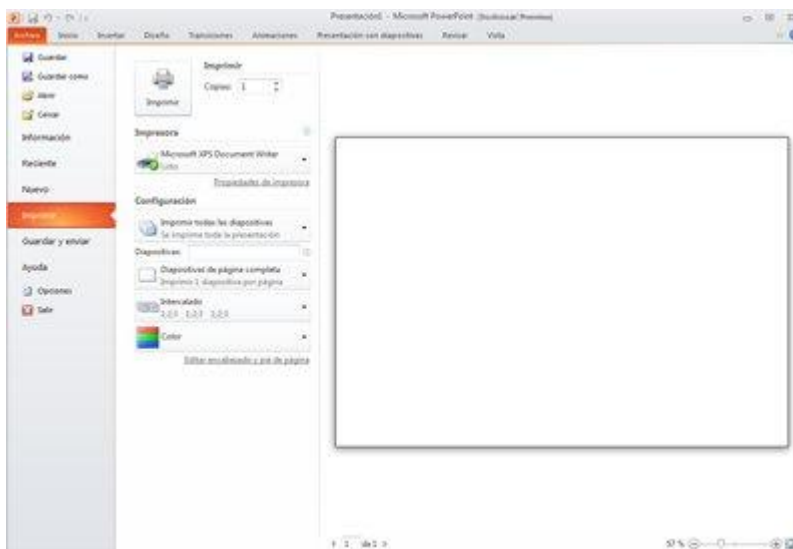 Presentación1 - Microsoft PowerPoint
Archivo Inicio Insertar Diseño Transiciones Animaciones Presentación con diapositivas Revisar Vista
Guardar
Guardar como
Abrir
Cerrar
Información
Reciente
Nuevo
Imprimir
Guardar y enviar
Ayuda
Opciones
Salir
Imprimir
Copias: 1
Imprimir
Impresora
Microsoft XPS Document Writer
Listo
Propiedades de impresora
Configuración
Imprimir todas las diapositivas
Se imprime toda la presentación
Diapositivas:
Diapositivas de página completa
Imprimir 1 diapositiva por página
Intercalado
1;2;3 1;2;3 1;2;3
Color
Editar encabezado y pie de página
1 de 1
57 %